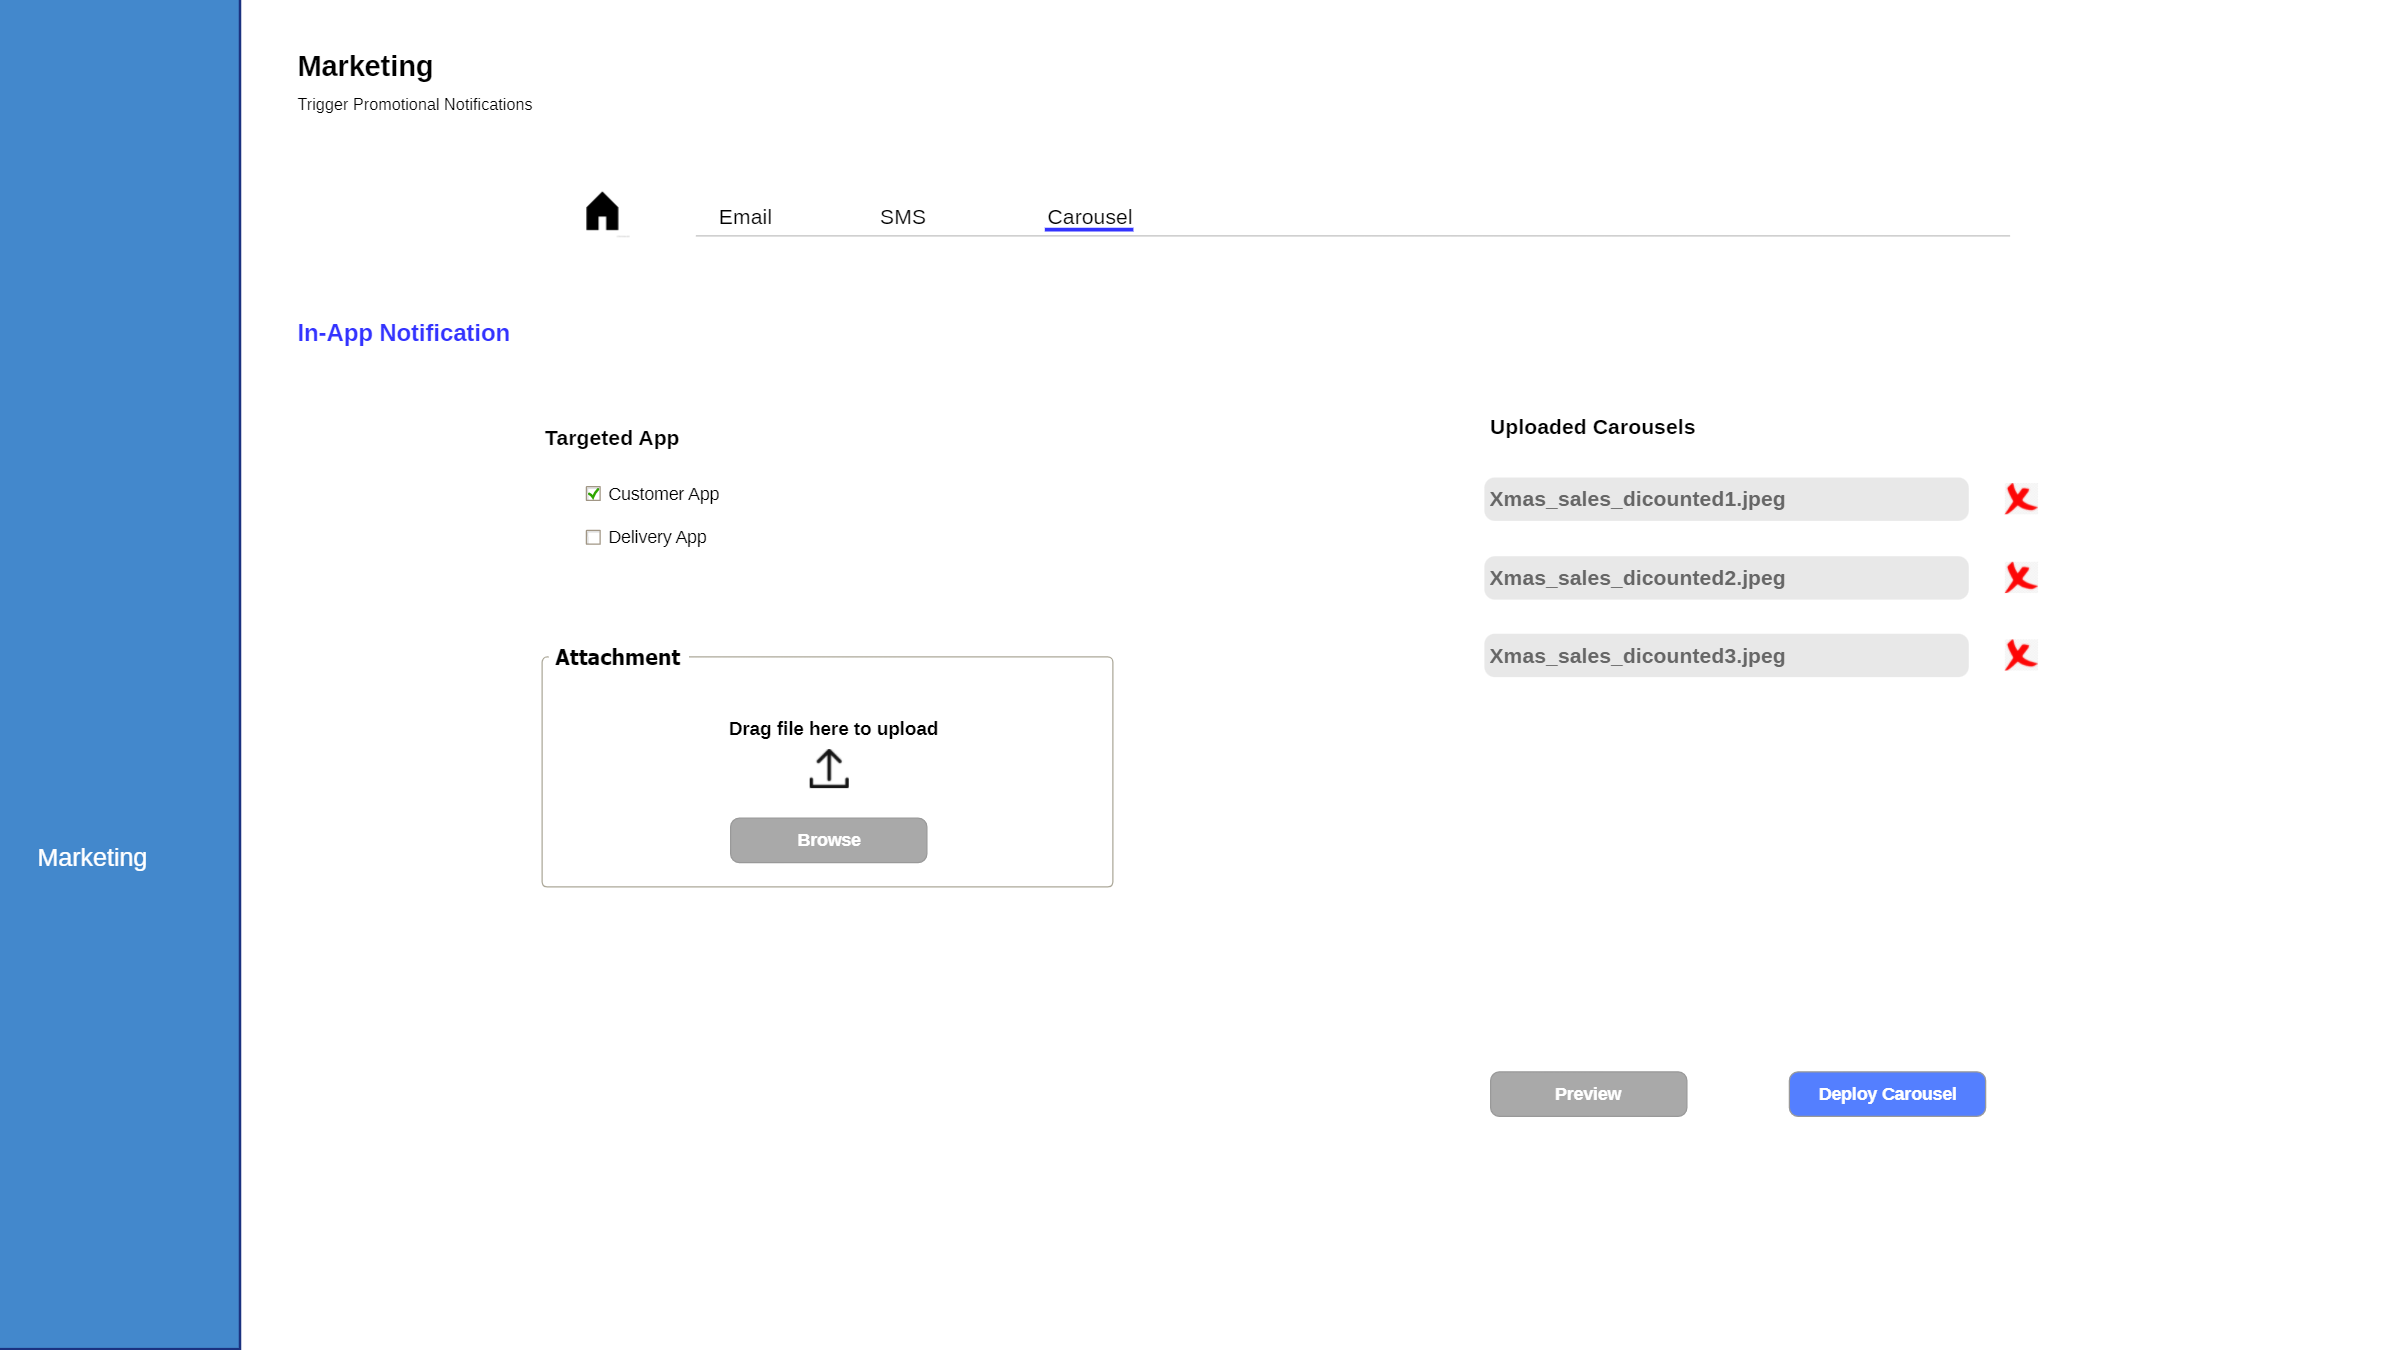 Marketing
Trigger Promotional Notifications
Email
SMS
Carousel
In-App Notification
Targeted App
Customer App
Delivery App
Attachment
Drag file here to upload
Browse
Uploaded Carousels
Xmas_sales_dicounted1.jpeg
Xmas_sales_dicounted2.jpeg
Xmas_sales_dicounted3.jpeg
Preview
Deploy Carousel
Marketing